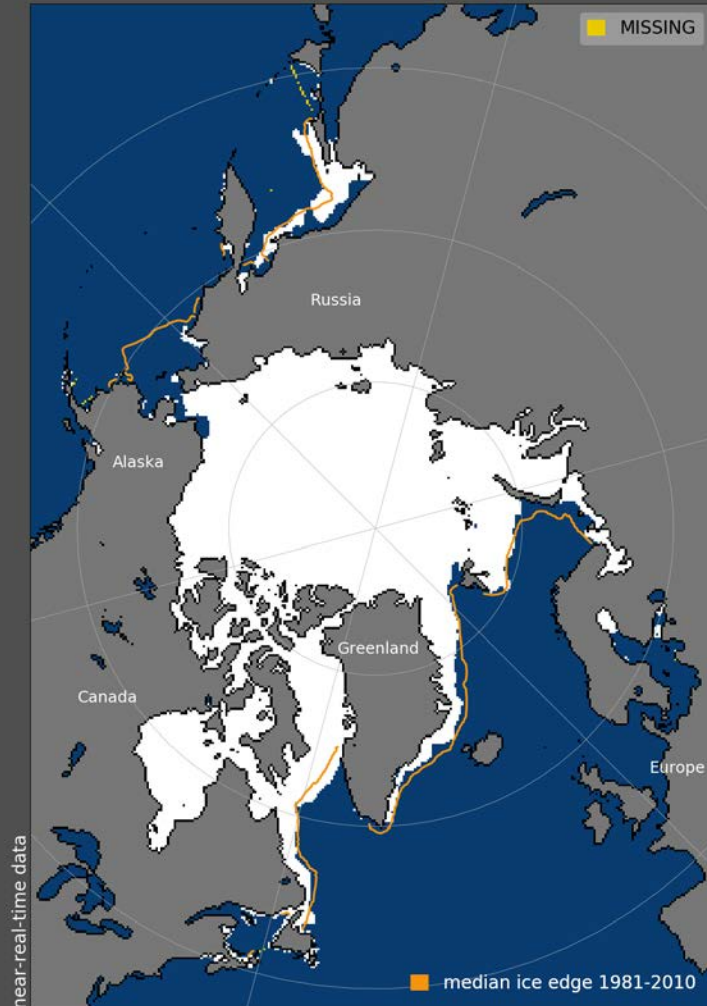 MISSING
Russia
Alaska
Greenland
Canada
Europe
near-real-time data
median ice edge 1981-2010